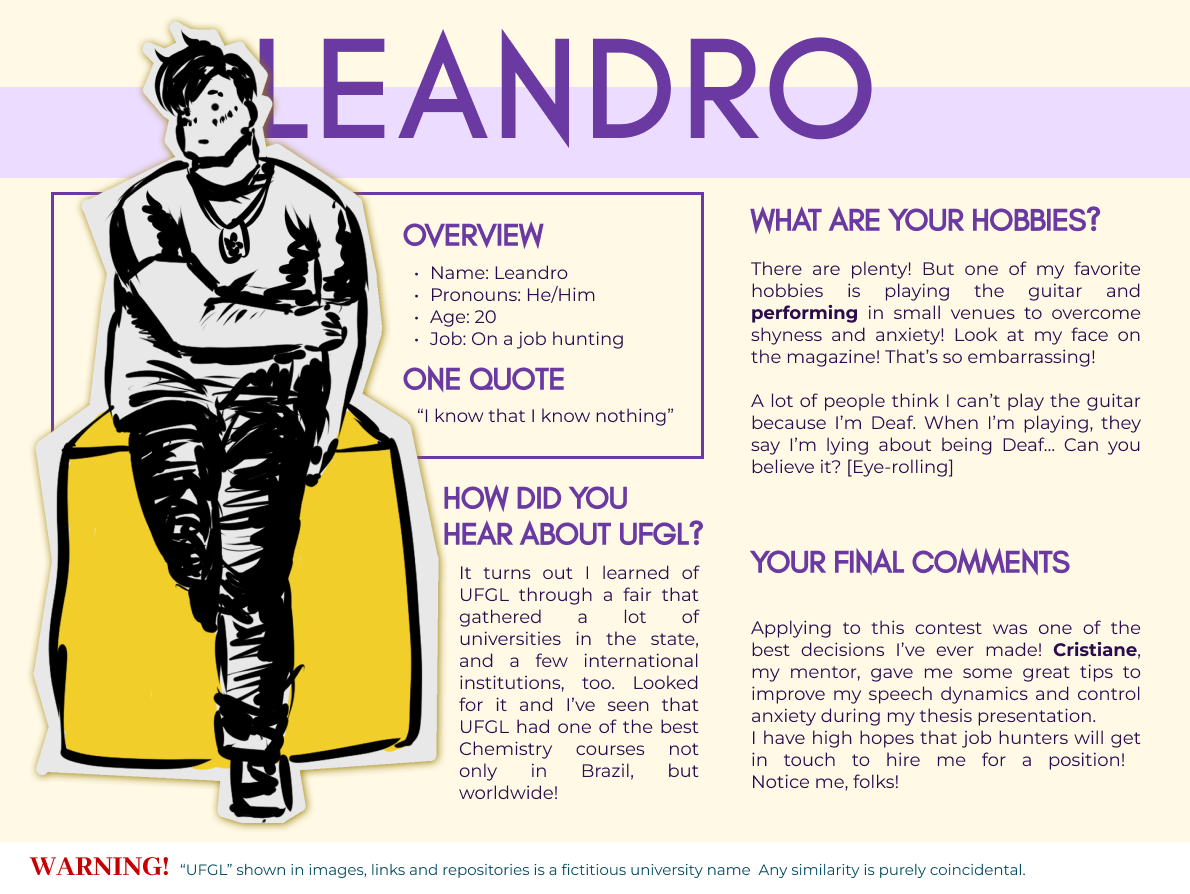 LEANDRO
OVERVIEW
• Name: Leandro
• Pronouns: He/Him
• Age: 20
• Job: On a job hunting
ONE QUOTE
“I know that I know nothing”
HOW DID YOU
HEAR ABOUT UFGL?
It turns out I learned of
UFGL through a fair that
gathered a lot of
universities in the state,
and a few international
institutions, too. Looked
for it and I’ve seen that
UFGL had one of the best
Chemistry courses not
only in Brazil, but
worldwide!
WHAT ARE YOUR HOBBIES?
There are plenty! But one of my favorite
hobbies is playing the guitar and
performing in small venues to overcome
shyness and anxiety! Look at my face on
the magazine! That’s so embarrassing!
A lot of people think I can’t play the guitar
because I’m Deaf. When I’m playing, they
say I’m lying about being Deaf... Can you
believe it? [Eye-rolling]
YOUR FINAL COMMENTS
Applying to this contest was one of the
best decisions I’ve ever made! Cristiane,
my mentor, gave me some great tips to
improve my speech dynamics and control
anxiety during my thesis presentation.
I have high hopes that job hunters will get
in touch to hire me for a position!
Notice me, folks!
WARNING! “UFGL” shown in images, links and repositories is a fictitious university name Any similarity is purely coincidental.